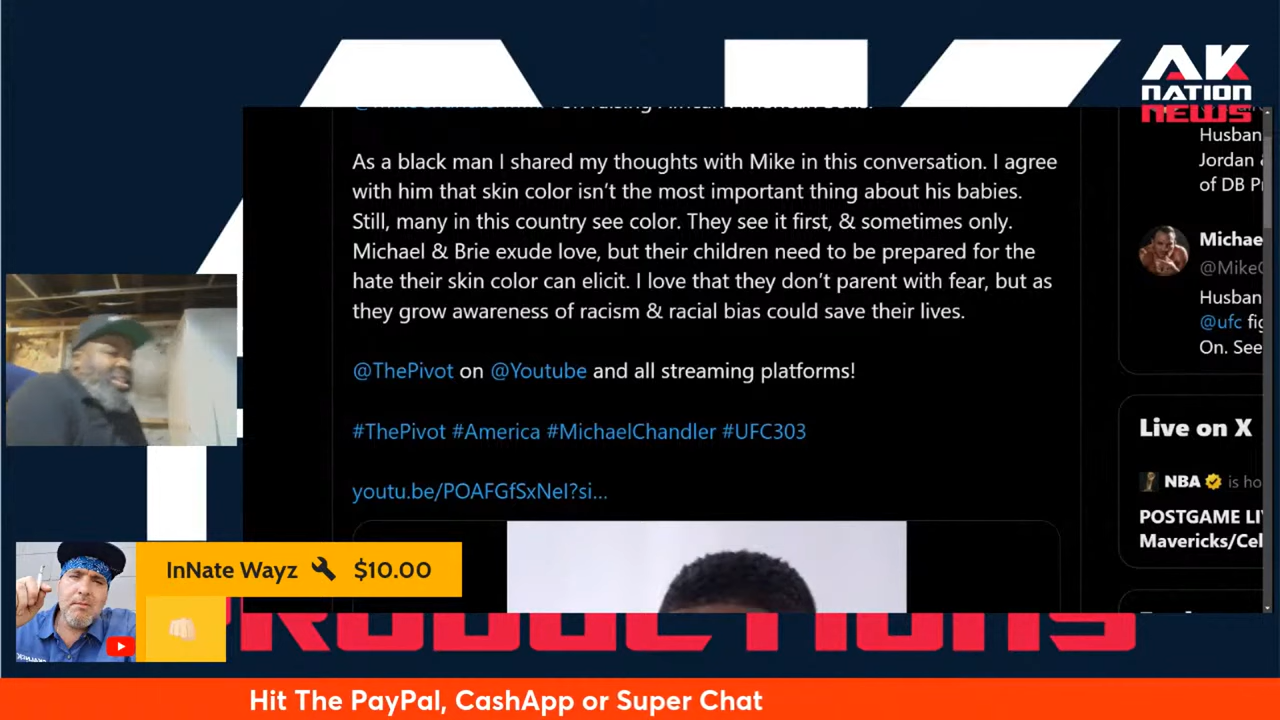 AK
NATION
NEWS
As a black man I shared my thoughts with Mike in this conversation. I agree
with him that skin color isn't the most important thing about his babies.
Still, many in this country see color. They see it first, & sometimes only.
Michael & Brie exude love, but their children need to be prepared for the
hate their skin color can elicit. I love that they don't parent with fear, but as
they grow awareness of racism & racial bias could save their lives.
@ThePivot on @Youtube and all streaming platforms!
#ThePivot #America #MichaelChandler #UFC303
youtu.be/POAFGfSxNeI?si...
Husban
Jordan
of DB P
Michae
@Mike
Husban
@ufc fig
On. See
Live on X
NBA is ho
POSTGAME LI
Mavericks/Cel
InNate Wayz $10.00
PRODUCTIONS
Hit The PayPal, CashApp or Super Chat